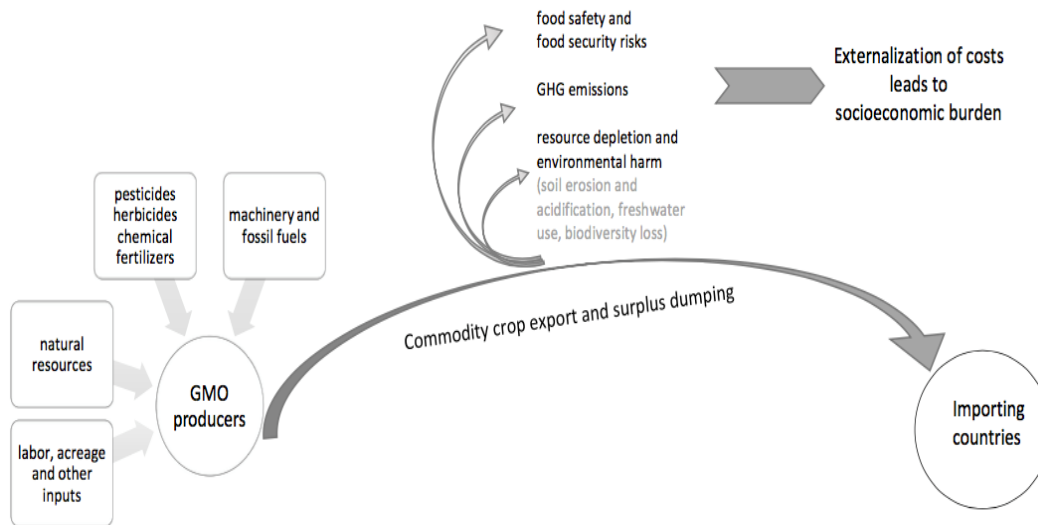 food safety and
food security risks
GHG emissions
resource depletion and
environmental harm
(soil erosion and
acidification, freshwater
use, biodiversity loss)
Externalization of costs
leads to
socioeconomic burden
pesticides
herbicides
chemical
fertilizers
machinery and
fossil fuels
natural
resources
labor, acreage
and other
inputs
GMO
producers
Commodity crop export and surplus dumping
Importing
countries